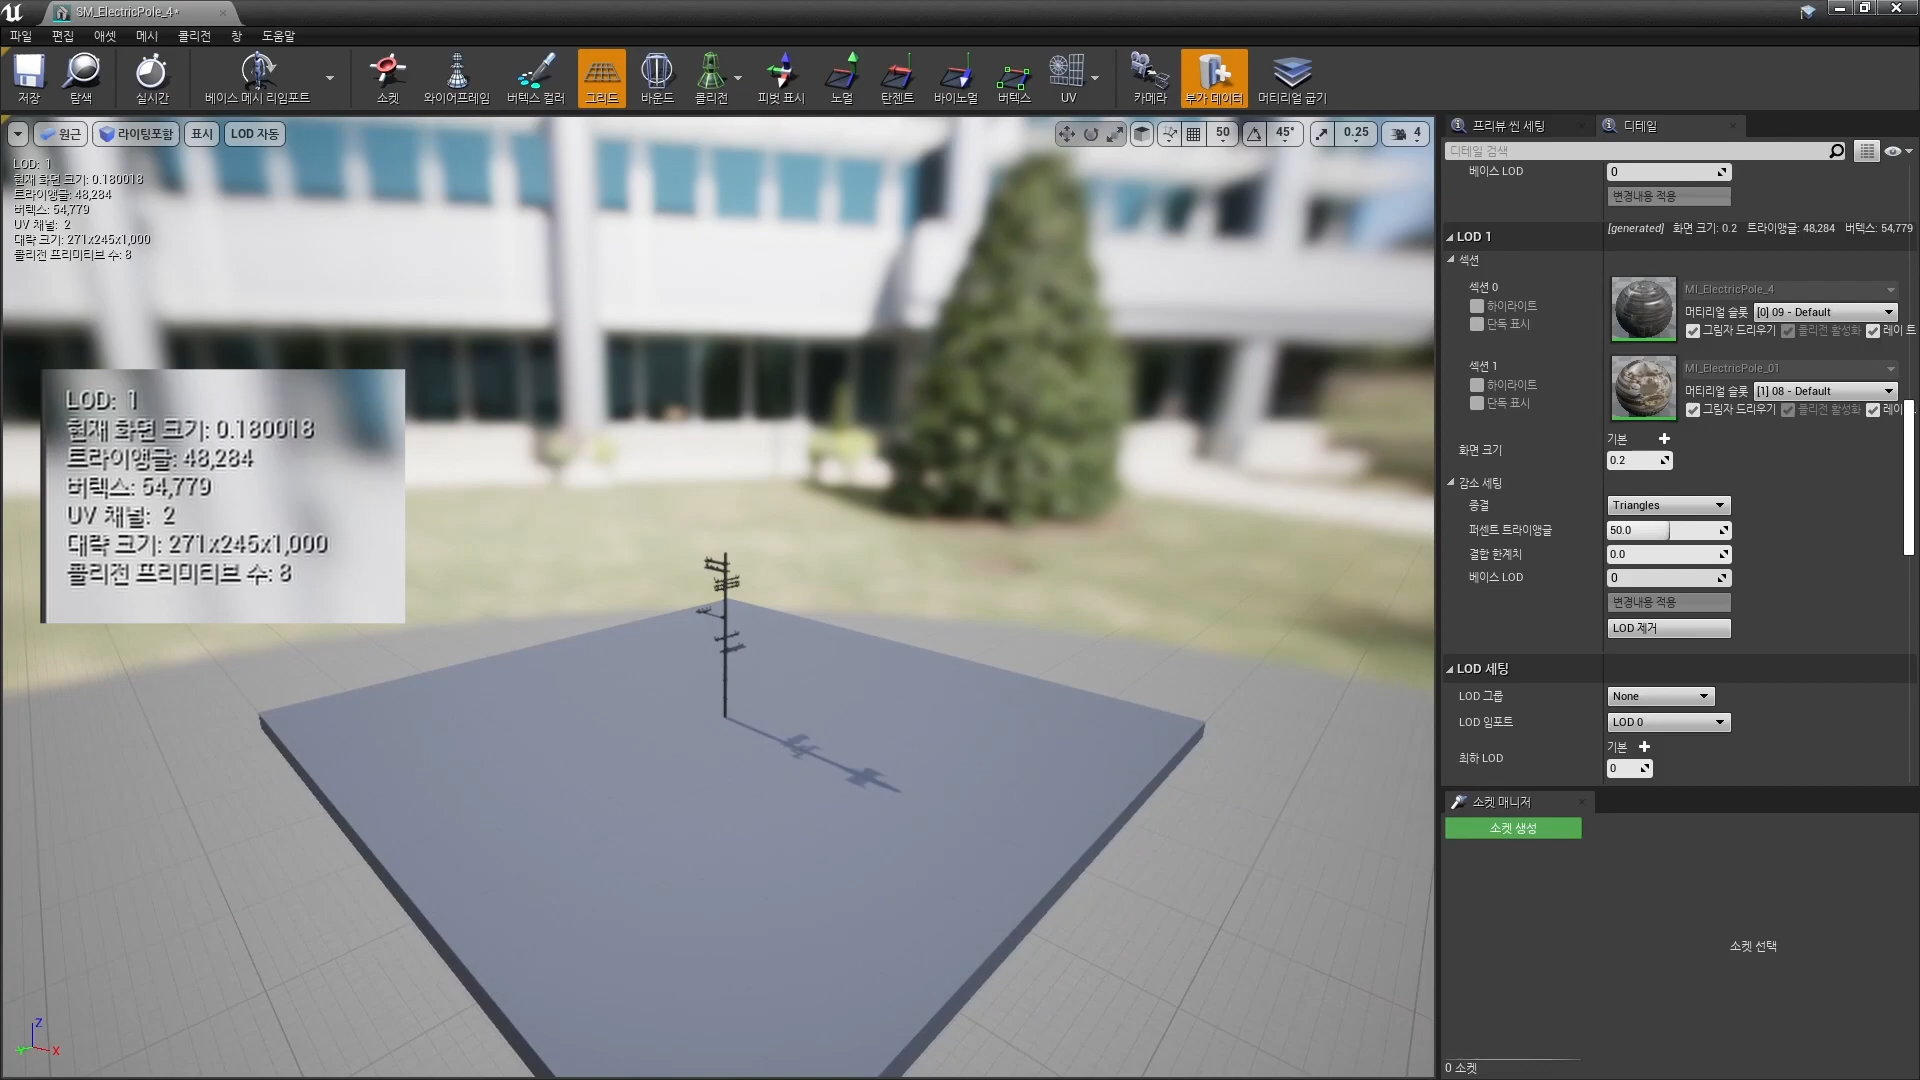 SM_ElectricPole_4*
파일 편집 애셋 메시 콜리전 창 도움말
저장 탐색 실시간 베이스 메시 리임포트 소켓 와이어프레임 버텍스 컬러 그리드 바운드 콜리전 피벗 표시 노멀 탄젠트 바이노멀 버텍스 UV 카메라 부가 데이터 머티리얼 굽기
원근 라이팅포함 표시 LOD 자동 50 45° 0.25 4
LOD: 1
현재 화면 크기: 0.180018
트라이앵글: 48,284
버텍스: 54,779
UV 채널: 2
대략 크기: 271x245x1,000
콜리전 프리미티브 수: 8
LOD: 1
현재 화면 크기: 0.180018
트라이앵글: 48,284
버텍스: 54,779
UV 채널: 2
대략 크기: 271x245x1,000
콜리전 프리미티브 수: 8
Z
Y
X
프리뷰 씬 세팅 디테일
디테일 검색
베이스 LOD 0
변경내용 적용
LOD 1 [generated] 화면 크기: 0.2 트라이앵글: 48,284 버텍스: 54,779
섹션
섹션 0 MI_ElectricPole_4
하이라이트 머티리얼 슬롯 [0] 09 - Default
단독 표시 그림자 드리우기 콜리전 활성화 레이 트
섹션 1 MI_ElectricPole_01
하이라이트 머티리얼 슬롯 [1] 08 - Default
단독 표시 그림자 드리우기 콜리전 활성화 레이
기본
화면 크기 0.2
감소 세팅
종결 Triangles
퍼센트 트라이앵글 50.0
결합 한계치 0.0
베이스 LOD 0
변경내용 적용
LOD 제거
LOD 세팅
LOD 그룹 None
LOD 임포트 LOD 0
기본
최하 LOD 0
소켓 매니저
소켓 생성
소켓 선택
0 소켓